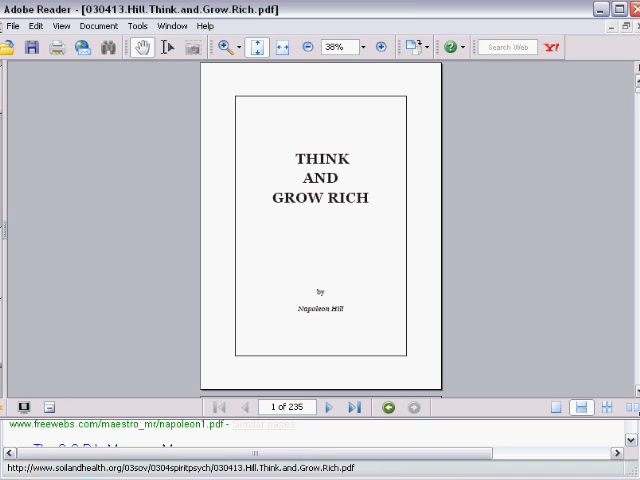 Adobe Reader - [030413.Hill.Think.and.Grow.Rich.pdf]
File Edit View Document Tools Window Help
38% Search Web Y!
THINK
AND
GROW RICH
by
Napoleon Hill
1 of 235
www.freewebs.com/maestro_mr/napoleon1.pdf - Similar pages
http://www.soilandhealth.org/03sov/0304spiritpsych/030413.Hill.Think.and.Grow.Rich.pdf